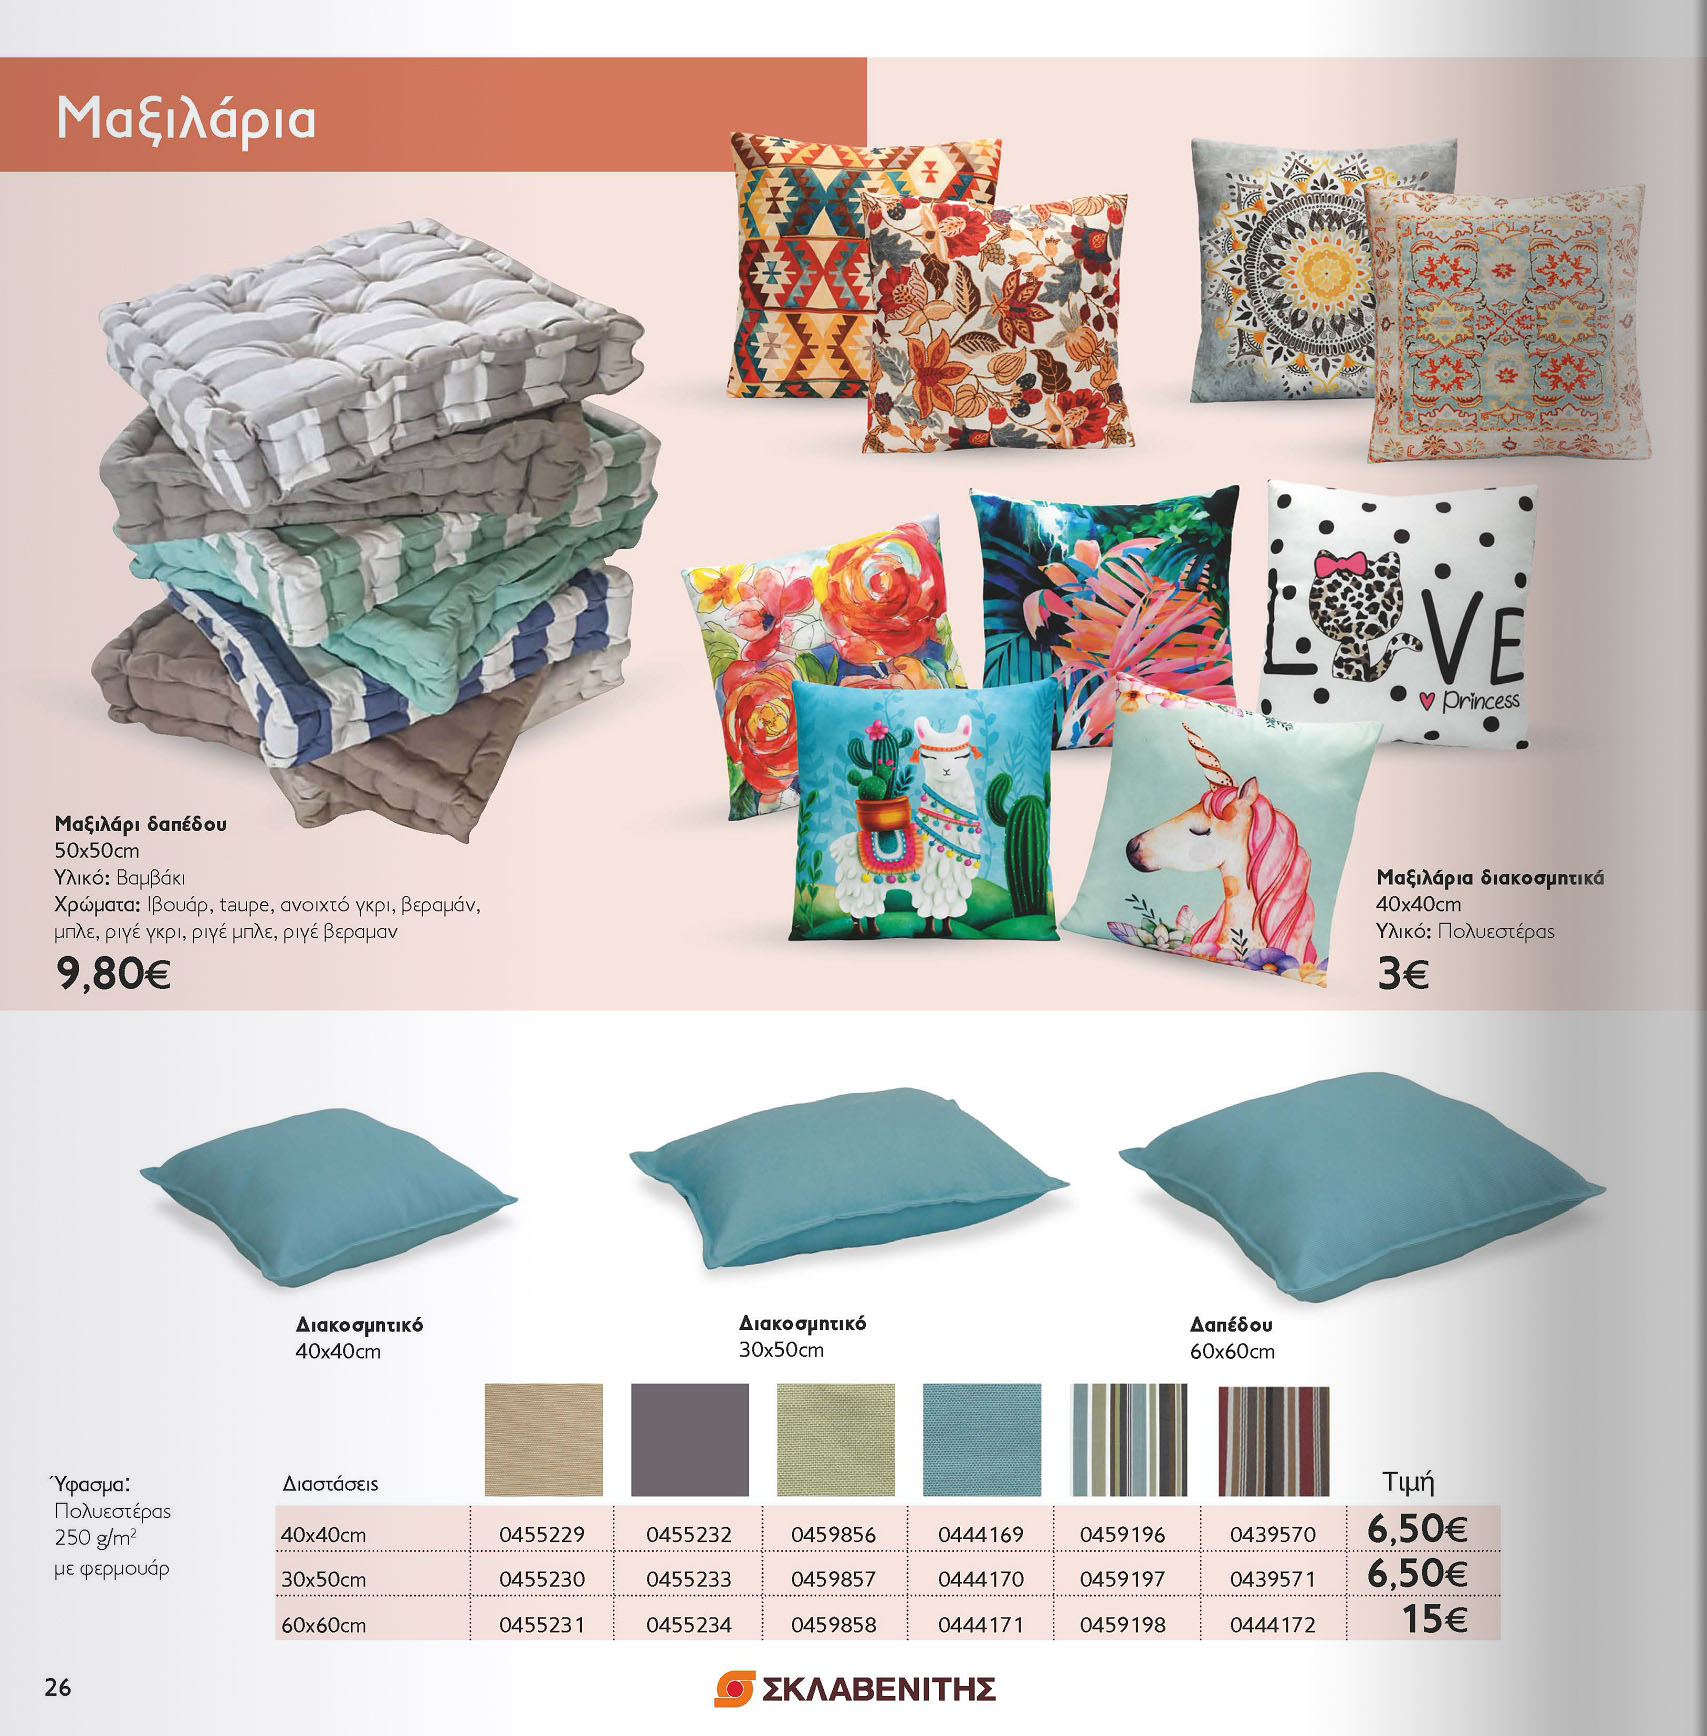 Μαξιλάρια
LOVE
Princess
Μαξιλάρι δαπέδου
50x50cm
Υλικό: Βαμβάκι
Χρώματα: Ιβουάρ, taupe, ανοιχτό γκρι, βεραμάν,
μπλε, ριγέ γκρι, ριγέ μπλε, ριγέ βεραμαν
9,80€
Μαξιλάρια διακοσμητικά
40x40cm
Υλικό: Πολυεστέρας
3€
Διακοσμητικό
40x40cm
Διακοσμητικό
30x50cm
Δαπέδου
60x60cm
Ύφασμα:
Πολυεστέρας
250 g/m²
με φερμουάρ
Διαστάσεις Τιμή
40x40cm 0455229 0455232 0459856 0444169 0459196 0439570 6,50€
30x50cm 0455230 0455233 0459857 0444170 0459197 0439571 6,50€
60x60cm 0455231 0455234 0459858 0444171 0459198 0444172 15€
26
ΣΚΛΑΒΕΝΙΤΗΣ